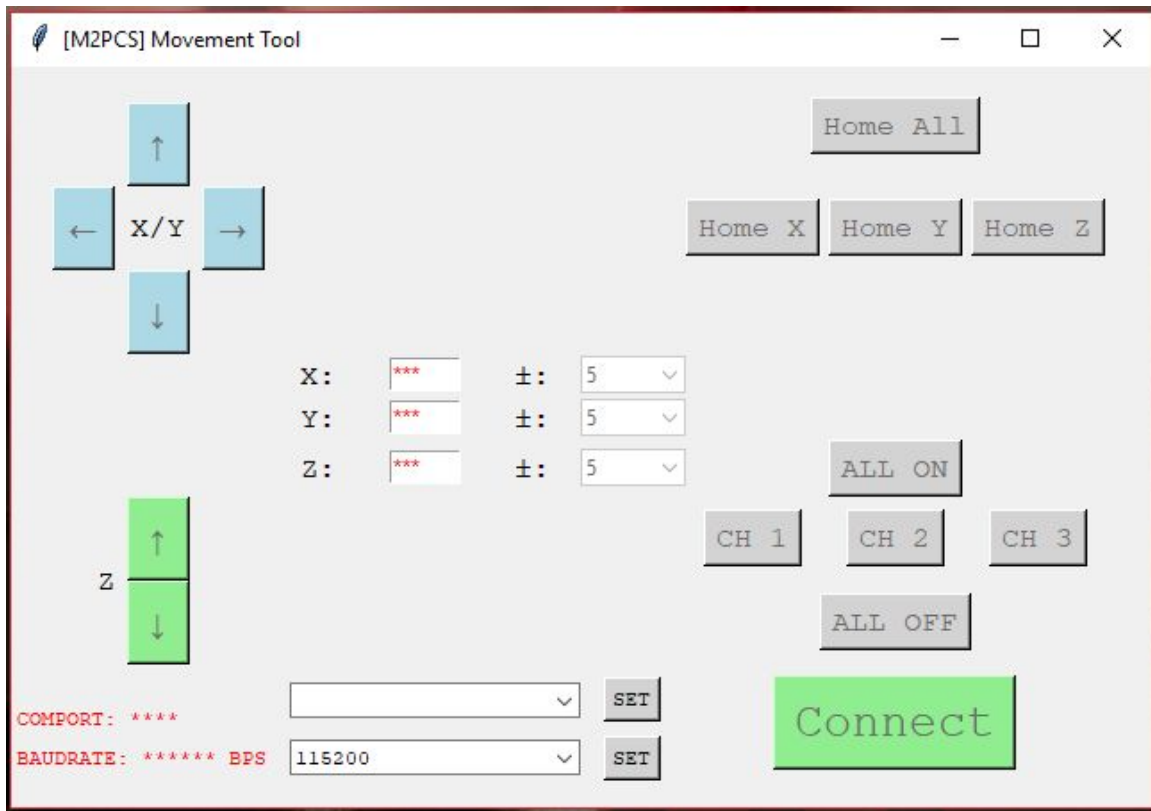 [M2PCS] Movement Tool
↑
Home All
← X/Y →
Home X Home Y Home Z
↓
X: *** ±: 5
Y: *** ±: 5
Z: *** ±: 5
ALL ON
↑
CH 1 CH 2 CH 3
Z
↓
ALL OFF
COMPORT: **** SET
Connect
BAUDRATE: ****** BPS 115200 SET